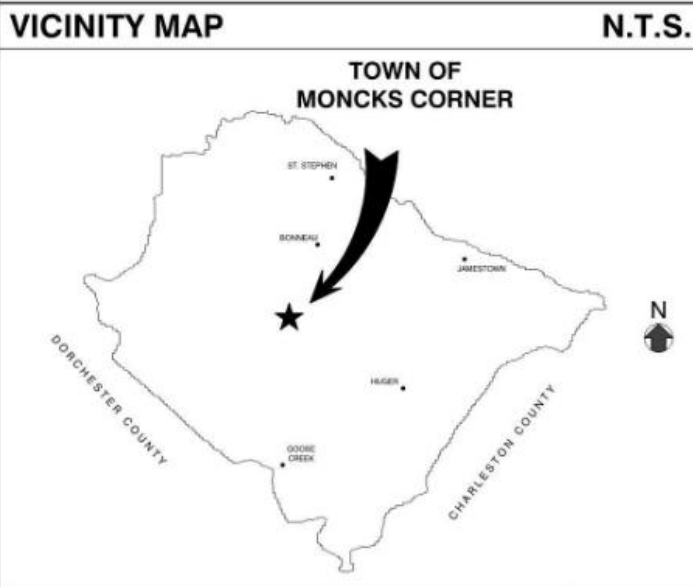 VICINITY MAP
N.T.S.
TOWN OF
MONCKS CORNER
ST. STEPHEN
BONNEAU
JAMESTOWN
N
DORCHESTER COUNTY
HUGER
CHARLESTON COUNTY
GOOSE
CREEK